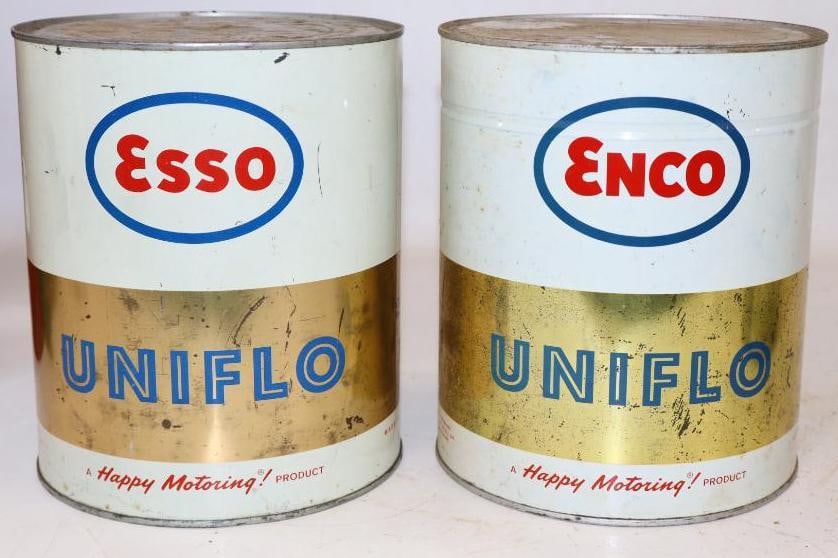 Esso
UNIFLO
A Happy Motoring!® PRODUCT
Enco
UNIFLO
A Happy Motoring!® PRODUCT